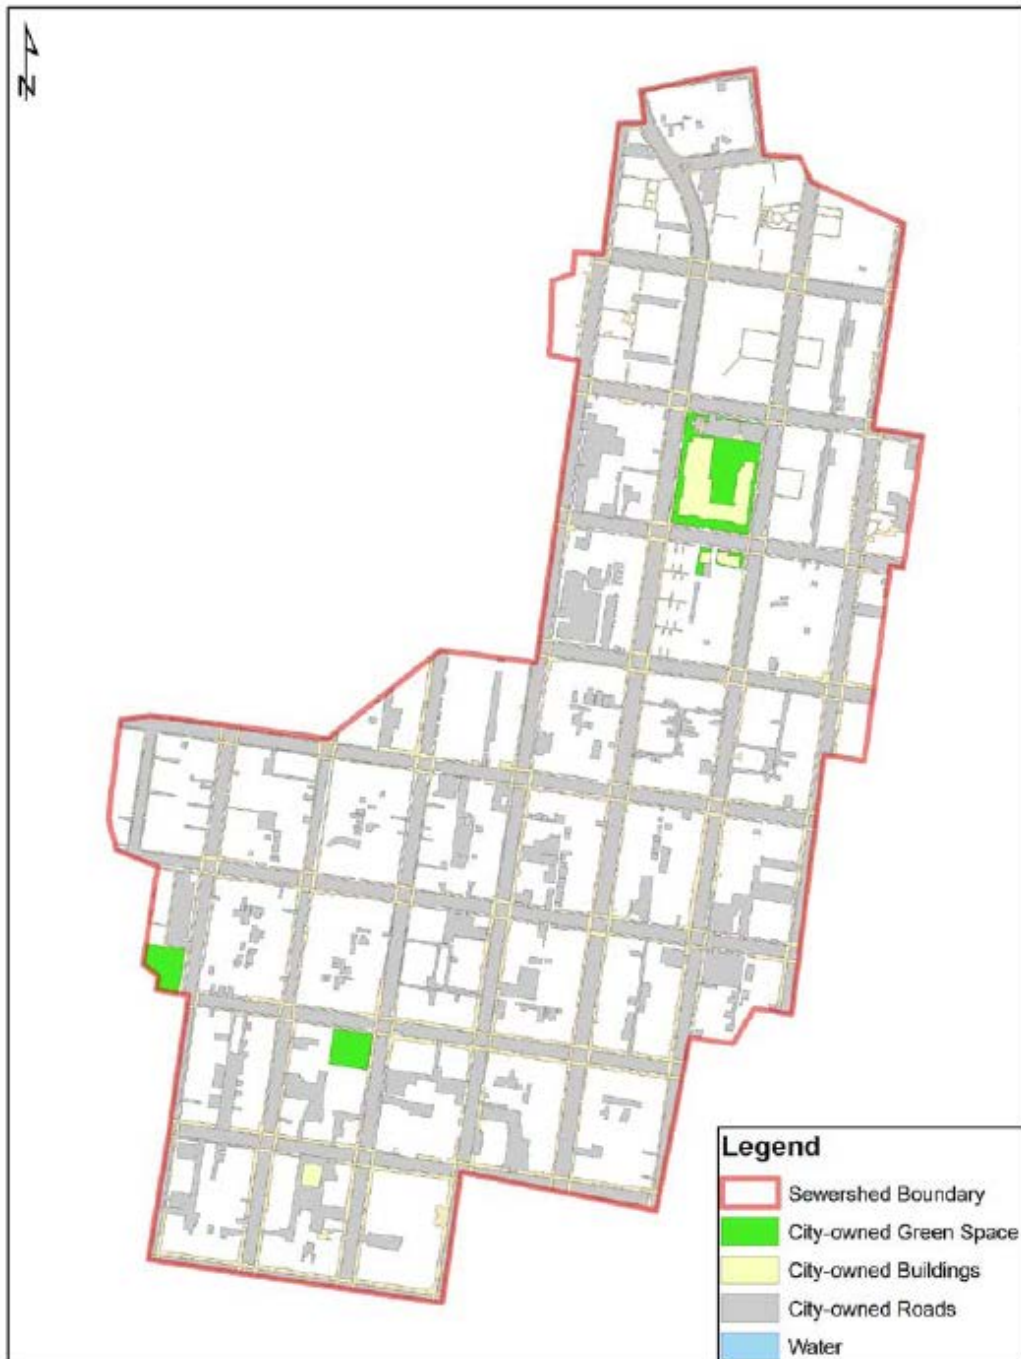 N
Legend
Sewershed Boundary
City-owned Green Space
City-owned Buildings
City-owned Roads
Water